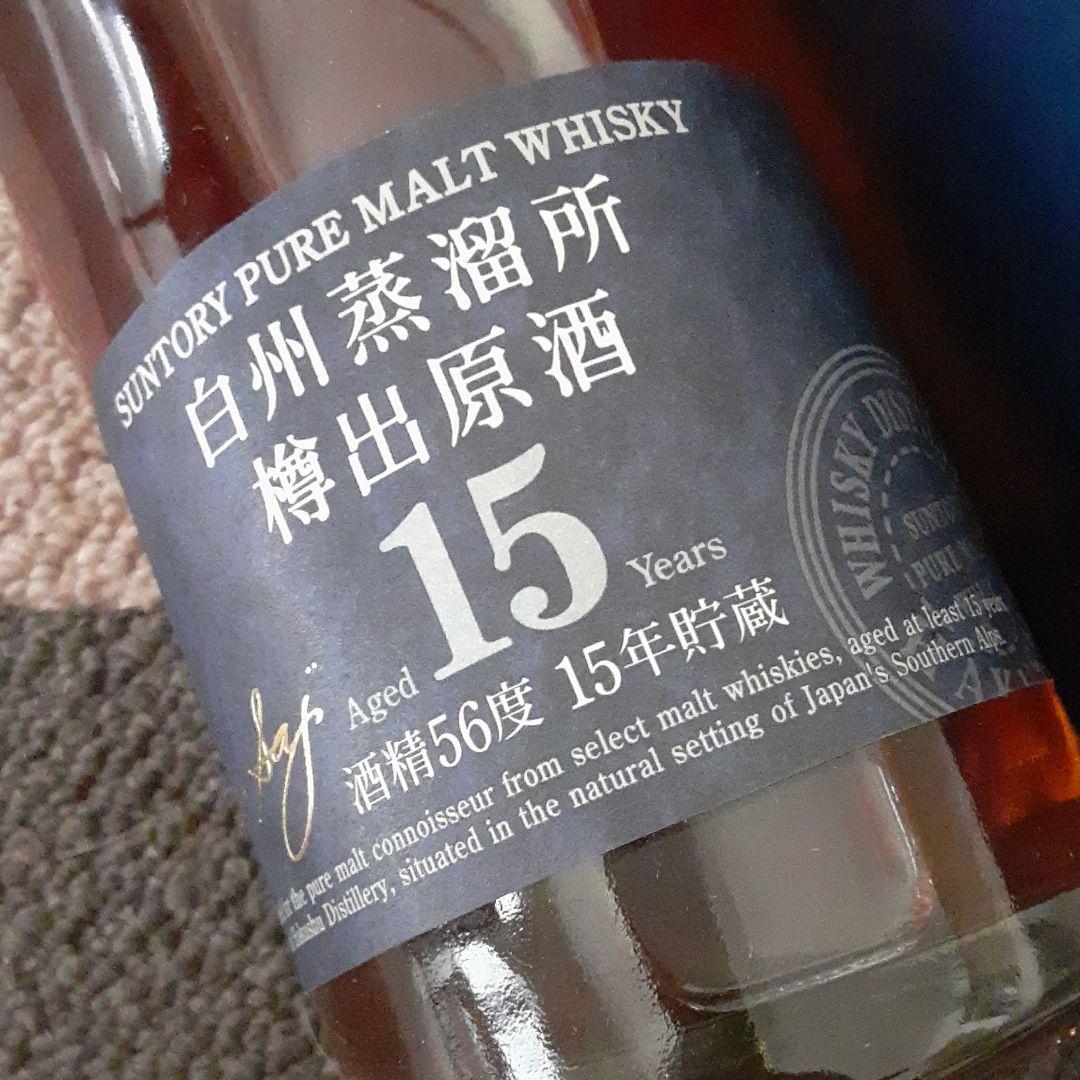 SUNTORY PURE MALT WHISKY
白州蒸溜所
樽出原酒
Aged 15 Years
酒精56度 15年貯蔵
the pure malt connoisseur from select malt whiskies, aged at least 15 years
Distillery, situated in the natural setting of Japan's Southern Alps
WHISKY